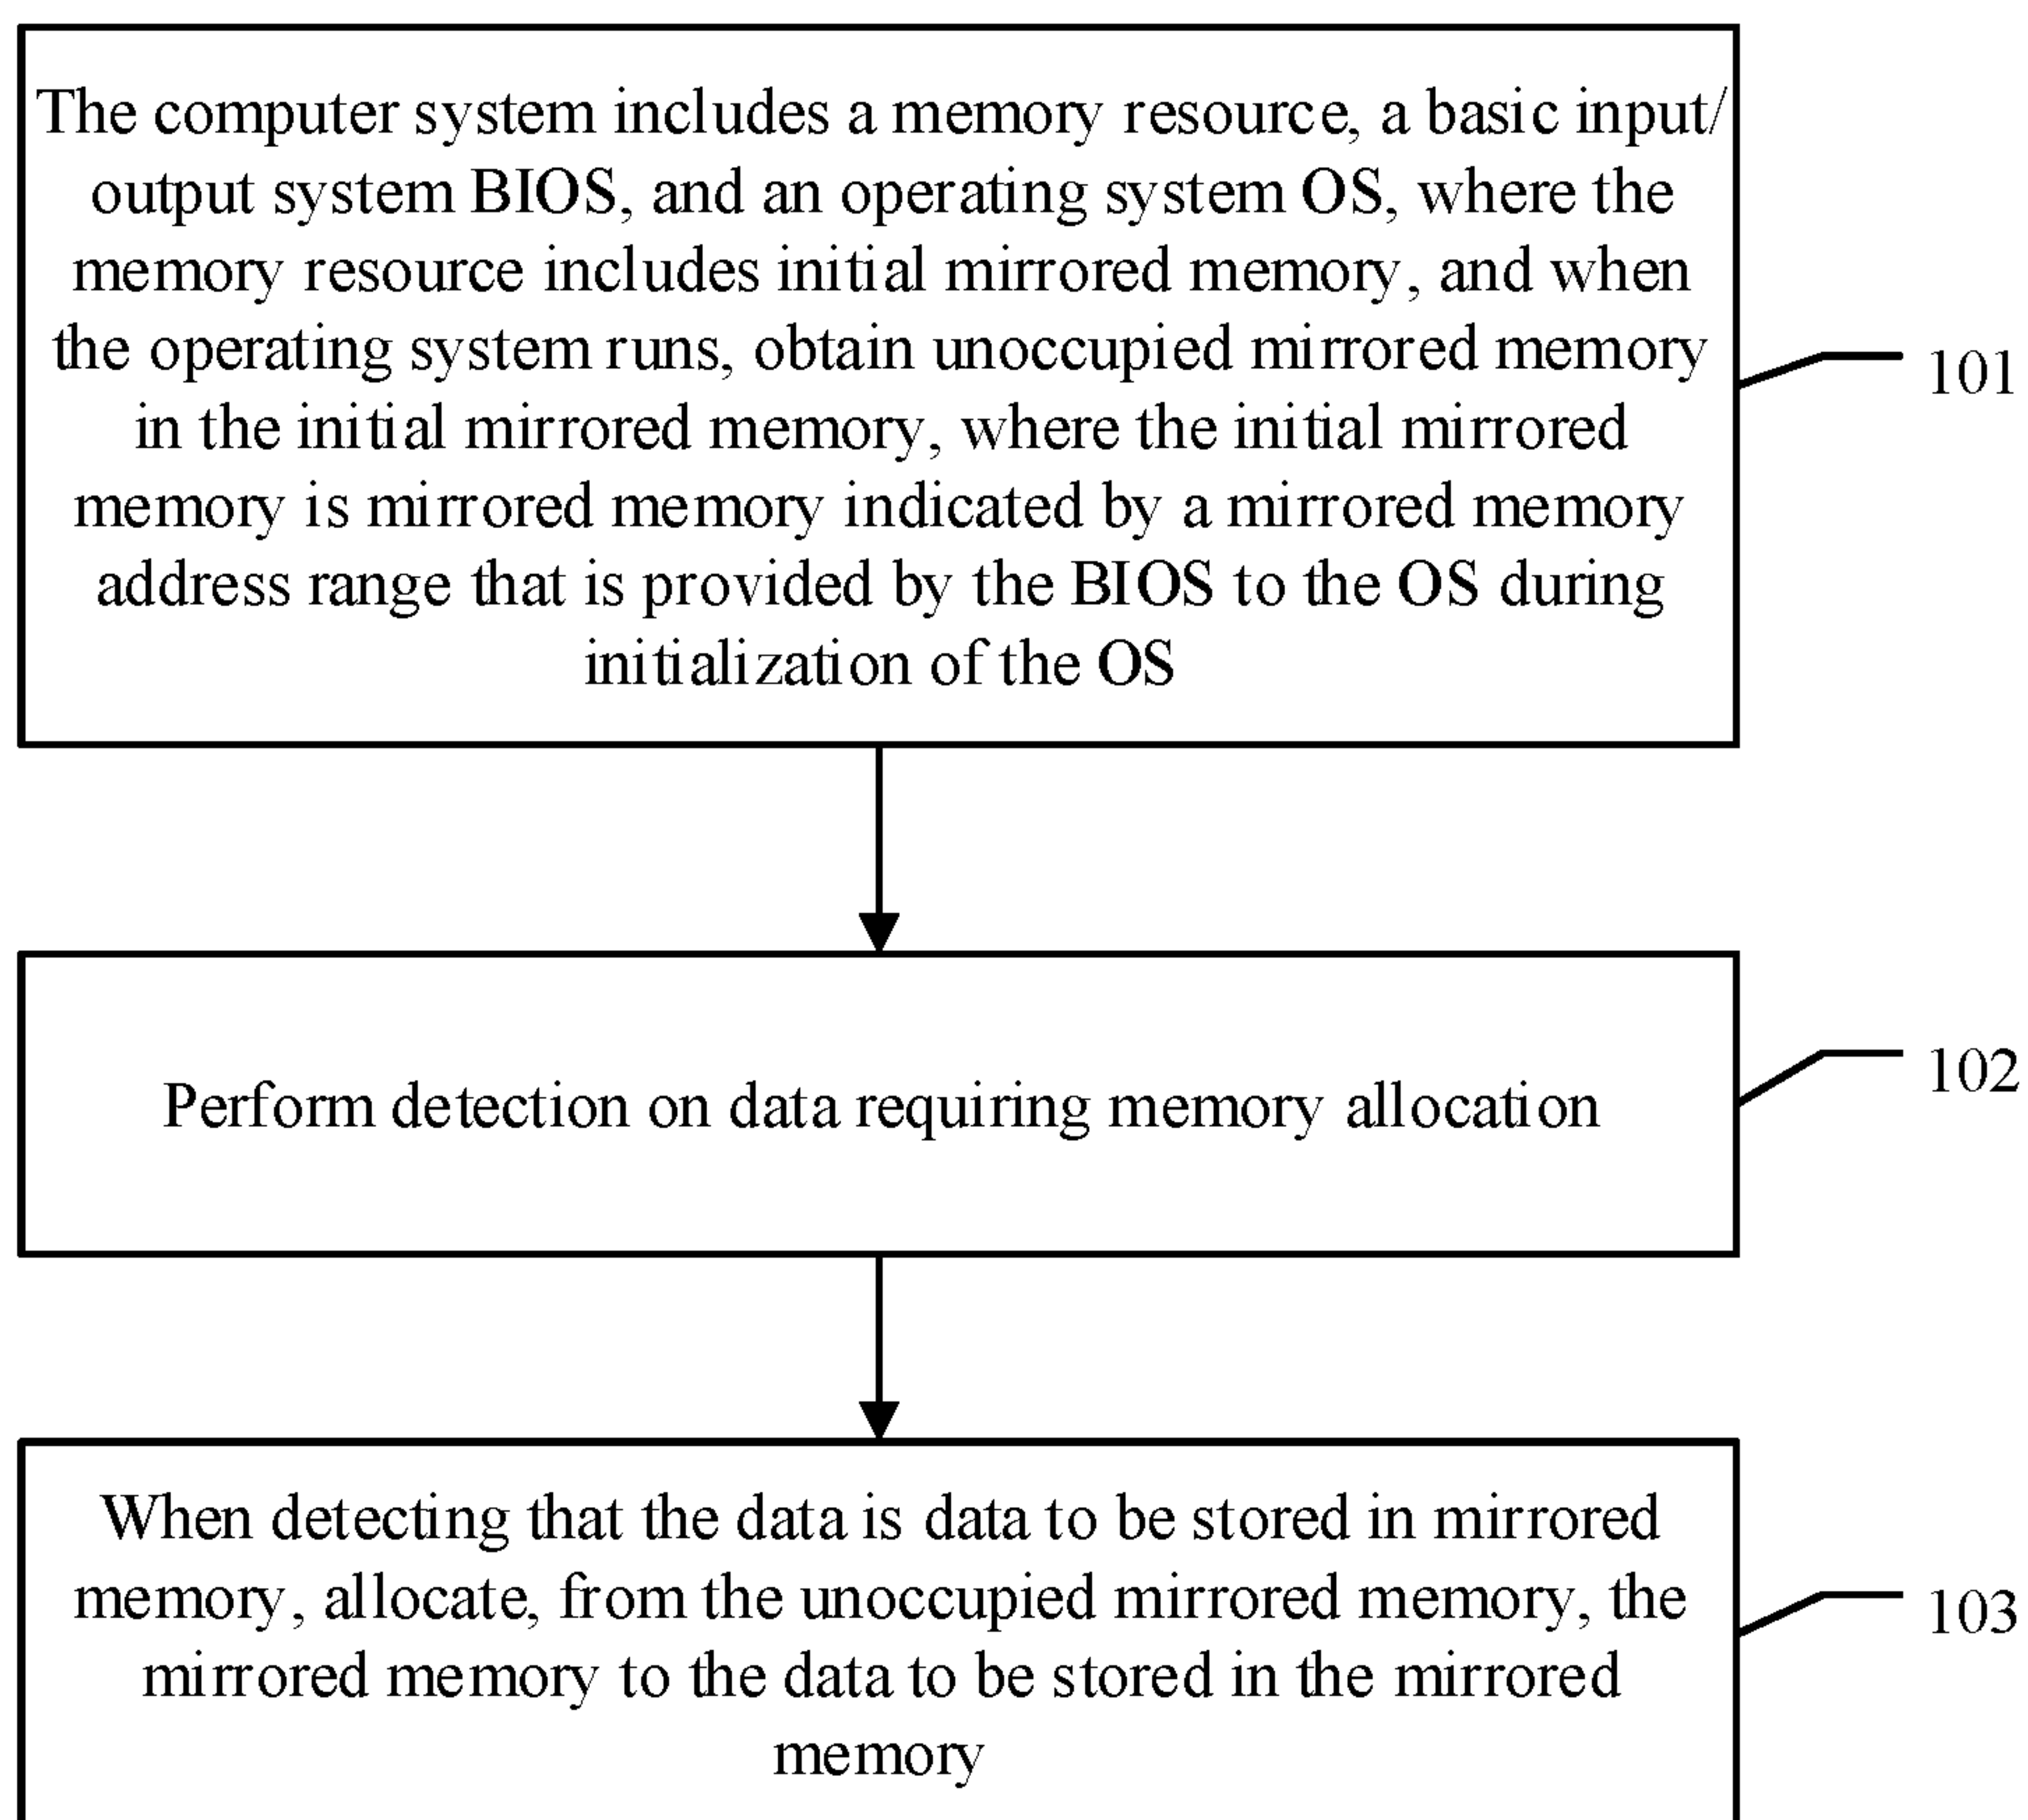 The computer system includes a memory resource, a basic input/
output system BIOS, and an operating system OS, where the
memory resource includes initial mirrored memory, and when
the operating system runs, obtain unoccupied mirrored memory
in the initial mirrored memory, where the initial mirrored
memory is mirrored memory indicated by a mirrored memory
address range that is provided by the BIOS to the OS during
initialization of the OS
101
Perform detection on data requiring memory allocation
102
When detecting that the data is data to be stored in mirrored
memory, allocate, from the unoccupied mirrored memory, the
mirrored memory to the data to be stored in the mirrored
memory
103